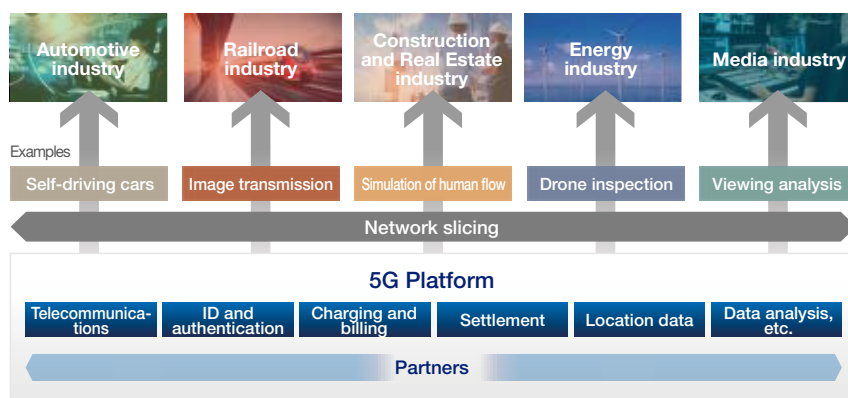 Automotive
industry
Railroad
industry
Construction
and Real Estate
industry
Energy
industry
Media industry
Examples
Self-driving cars
Image transmission
Simulation of human flow
Drone inspection
Viewing analysis
Network slicing
5G Platform
Telecommunica-
tions
ID and
authentication
Charging and
billing
Settlement
Location data
Data analysis,
etc.
Partners